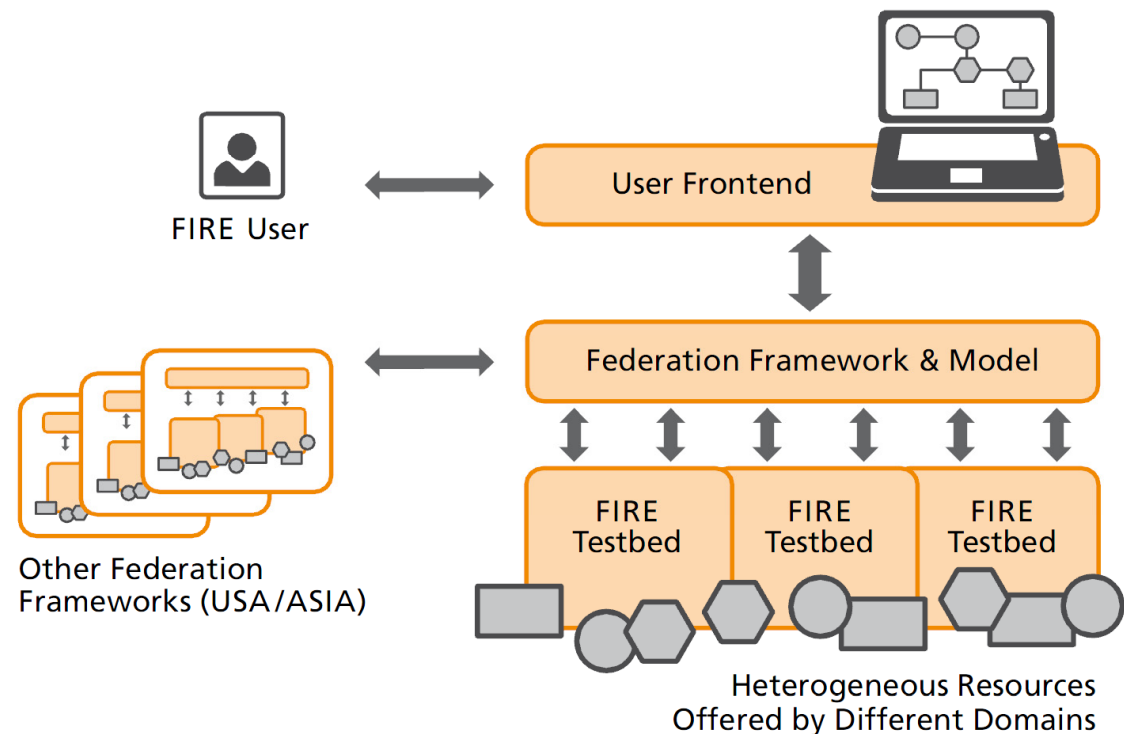 User Frontend
FIRE User
Federation Framework & Model
FIRE
Testbed
FIRE
Testbed
FIRE
Testbed
Other Federation
Frameworks (USA/ASIA)
Heterogeneous Resources
Offered by Different Domains